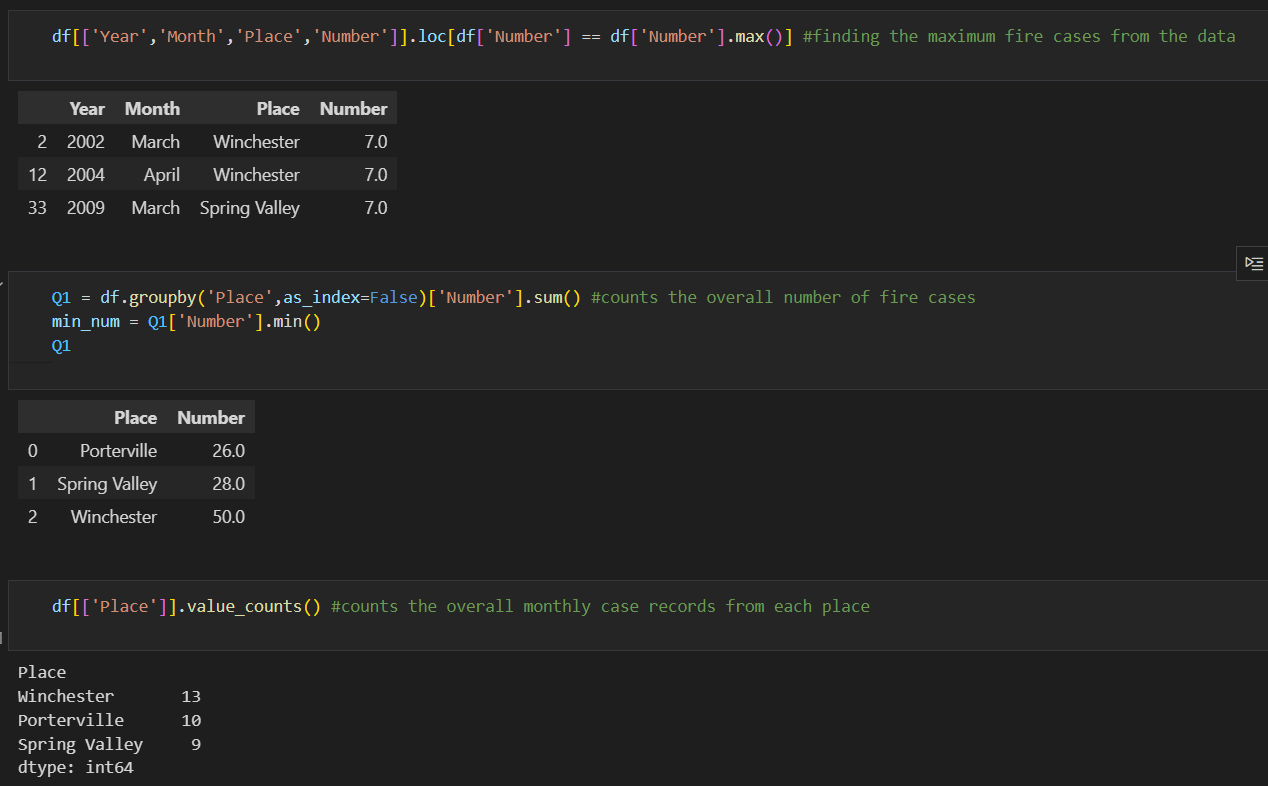 df[['Year','Month','Place','Number']].loc[df['Number'] == df['Number'].max()] #finding the maximum fire cases from the data
Year Month Place Number
2 2002 March Winchester 7.0
12 2004 April Winchester 7.0
33 2009 March Spring Valley 7.0
Q1 = df.groupby('Place',as_index=False)['Number'].sum() #counts the overall number of fire cases
min_num = Q1['Number'].min()
Q1
Place Number
0 Porterville 26.0
1 Spring Valley 28.0
2 Winchester 50.0
df[['Place']].value_counts() #counts the overall monthly case records from each place
Place
Winchester 13
Porterville 10
Spring Valley 9
dtype: int64